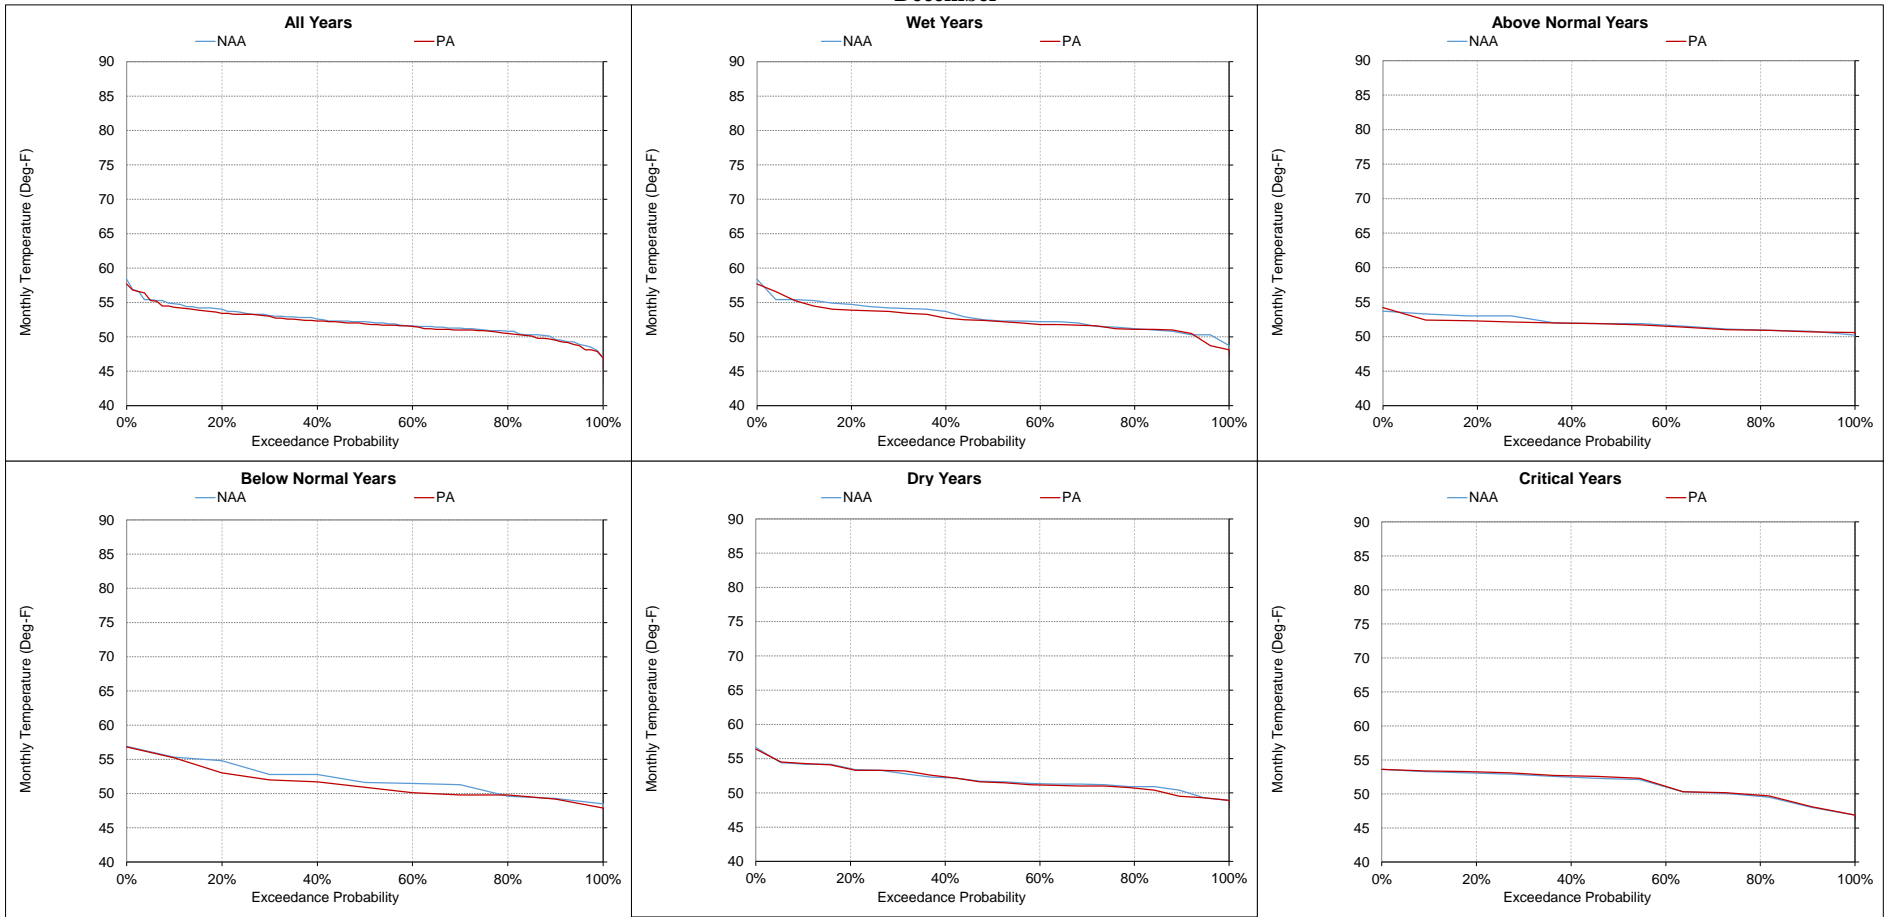 December
All Years
NAA PA
Monthly Temperature (Deg-F)
90
85
80
75
70
65
60
55
50
45
40
0% 20% 40% 60% 80% 100%
Exceedance Probability
Wet Years
NAA PA
Monthly Temperature (Deg-F)
90
85
80
75
70
65
60
55
50
45
40
0% 20% 40% 60% 80% 100%
Exceedance Probability
Above Normal Years
NAA PA
Monthly Temperature (Deg-F)
90
85
80
75
70
65
60
55
50
45
40
0% 20% 40% 60% 80% 100%
Exceedance Probability
Below Normal Years
NAA PA
Monthly Temperature (Deg-F)
90
85
80
75
70
65
60
55
50
45
40
0% 20% 40% 60% 80% 100%
Exceedance Probability
Dry Years
NAA PA
Monthly Temperature (Deg-F)
90
85
80
75
70
65
60
55
50
45
40
0% 20% 40% 60% 80% 100%
Exceedance Probability
Critical Years
NAA PA
Monthly Temperature (Deg-F)
90
85
80
75
70
65
60
55
50
45
40
0% 20% 40% 60% 80% 100%
Exceedance Probability